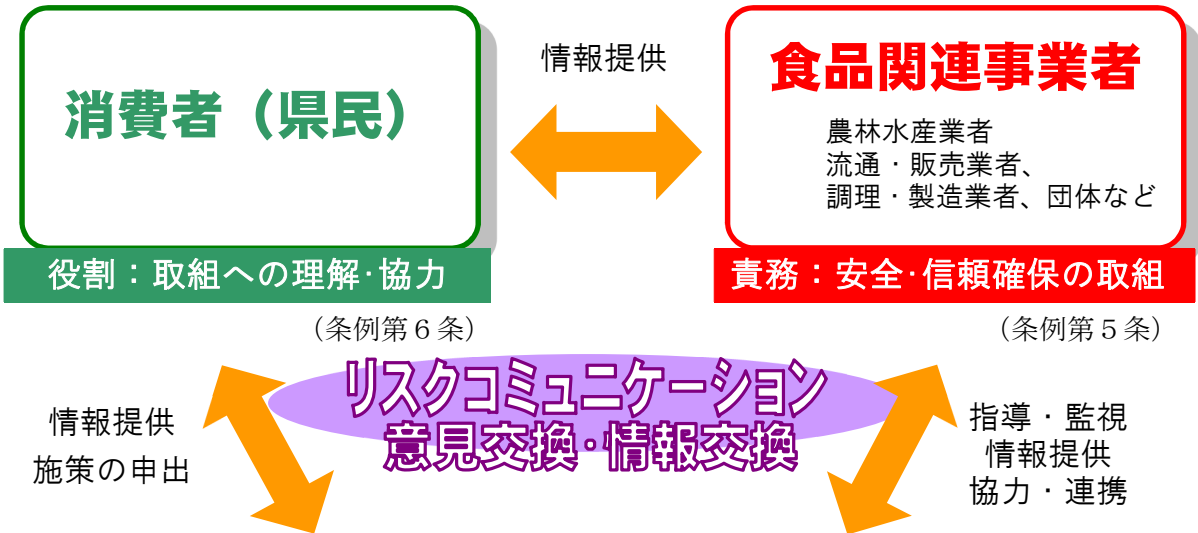 消費者（県民）
役割：取組への理解･協力
（条例第６条）
情報提供
食品関連事業者
農林水産業者
流通・販売業者、
調理・製造業者、団体など
責務：安全･信頼確保の取組
（条例第５条）
リスクコミュニケーション
意見交換･情報交換
情報提供
施策の申出
指導・監視
情報提供
協力・連携